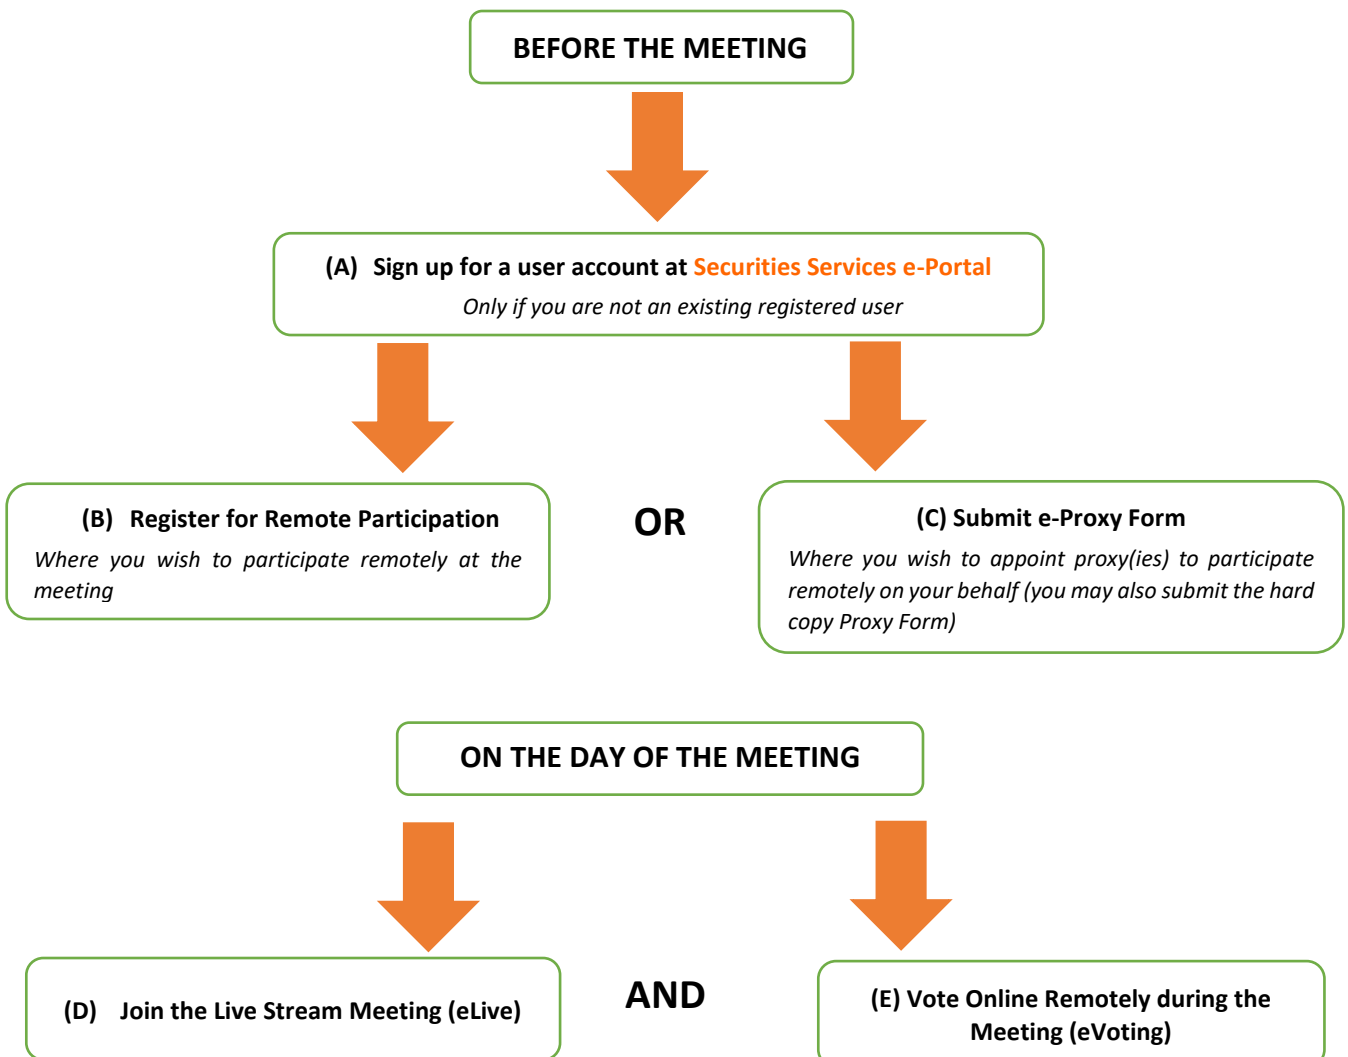 BEFORE THE MEETING
(A) Sign up for a user account at Securities Services e-Portal
Only if you are not an existing registered user
(B) Register for Remote Participation
Where you wish to participate remotely at the
meeting
OR
(C) Submit e-Proxy Form
Where you wish to appoint proxy(ies) to participate
remotely on your behalf (you may also submit the hard
copy Proxy Form)
ON THE DAY OF THE MEETING
(D) Join the Live Stream Meeting (eLive)
AND
(E) Vote Online Remotely during the
Meeting (eVoting)